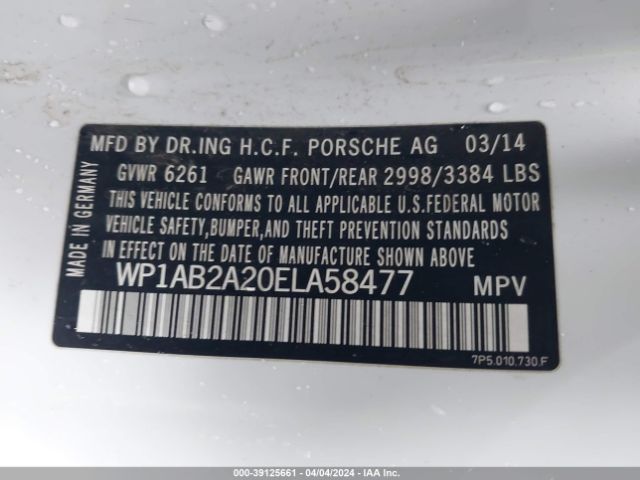 MFD BY DR.ING H.C.F. PORSCHE AG 03/14
GVWR 6261 GAWR FRONT/REAR 2998/3384 LBS
THIS VEHICLE CONFORMS TO ALL APPLICABLE U.S.FEDERAL MOTOR
VEHICLE SAFETY,BUMPER,AND THEFT PREVENTION STANDARDS
IN EFFECT ON THE DATE OF MANUFACTURE SHOWN ABOVE
WP1AB2A20ELA58477 MPV
7P5.010.730.F
MADE IN GERMANY
000-39125661 - 04/04/2024 - IAAI.COM